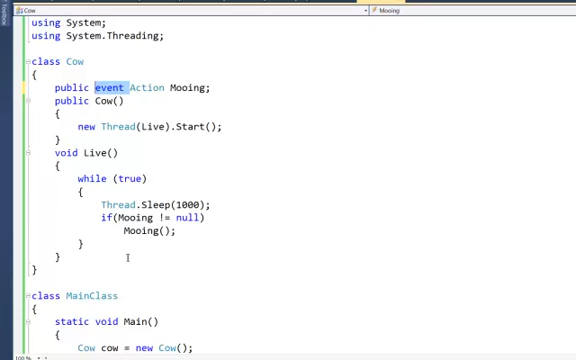 Toolbox
Cow
Mooing
using System;
using System.Threading;
class Cow
{
public event Action Mooing;
public Cow()
{
new Thread(Live).Start();
}
void Live()
{
while (true)
{
Thread.Sleep(1000);
if(Mooing != null)
Mooing();
}
}
}
class MainClass
{
static void Main()
{
Cow cow = new Cow();
100 %